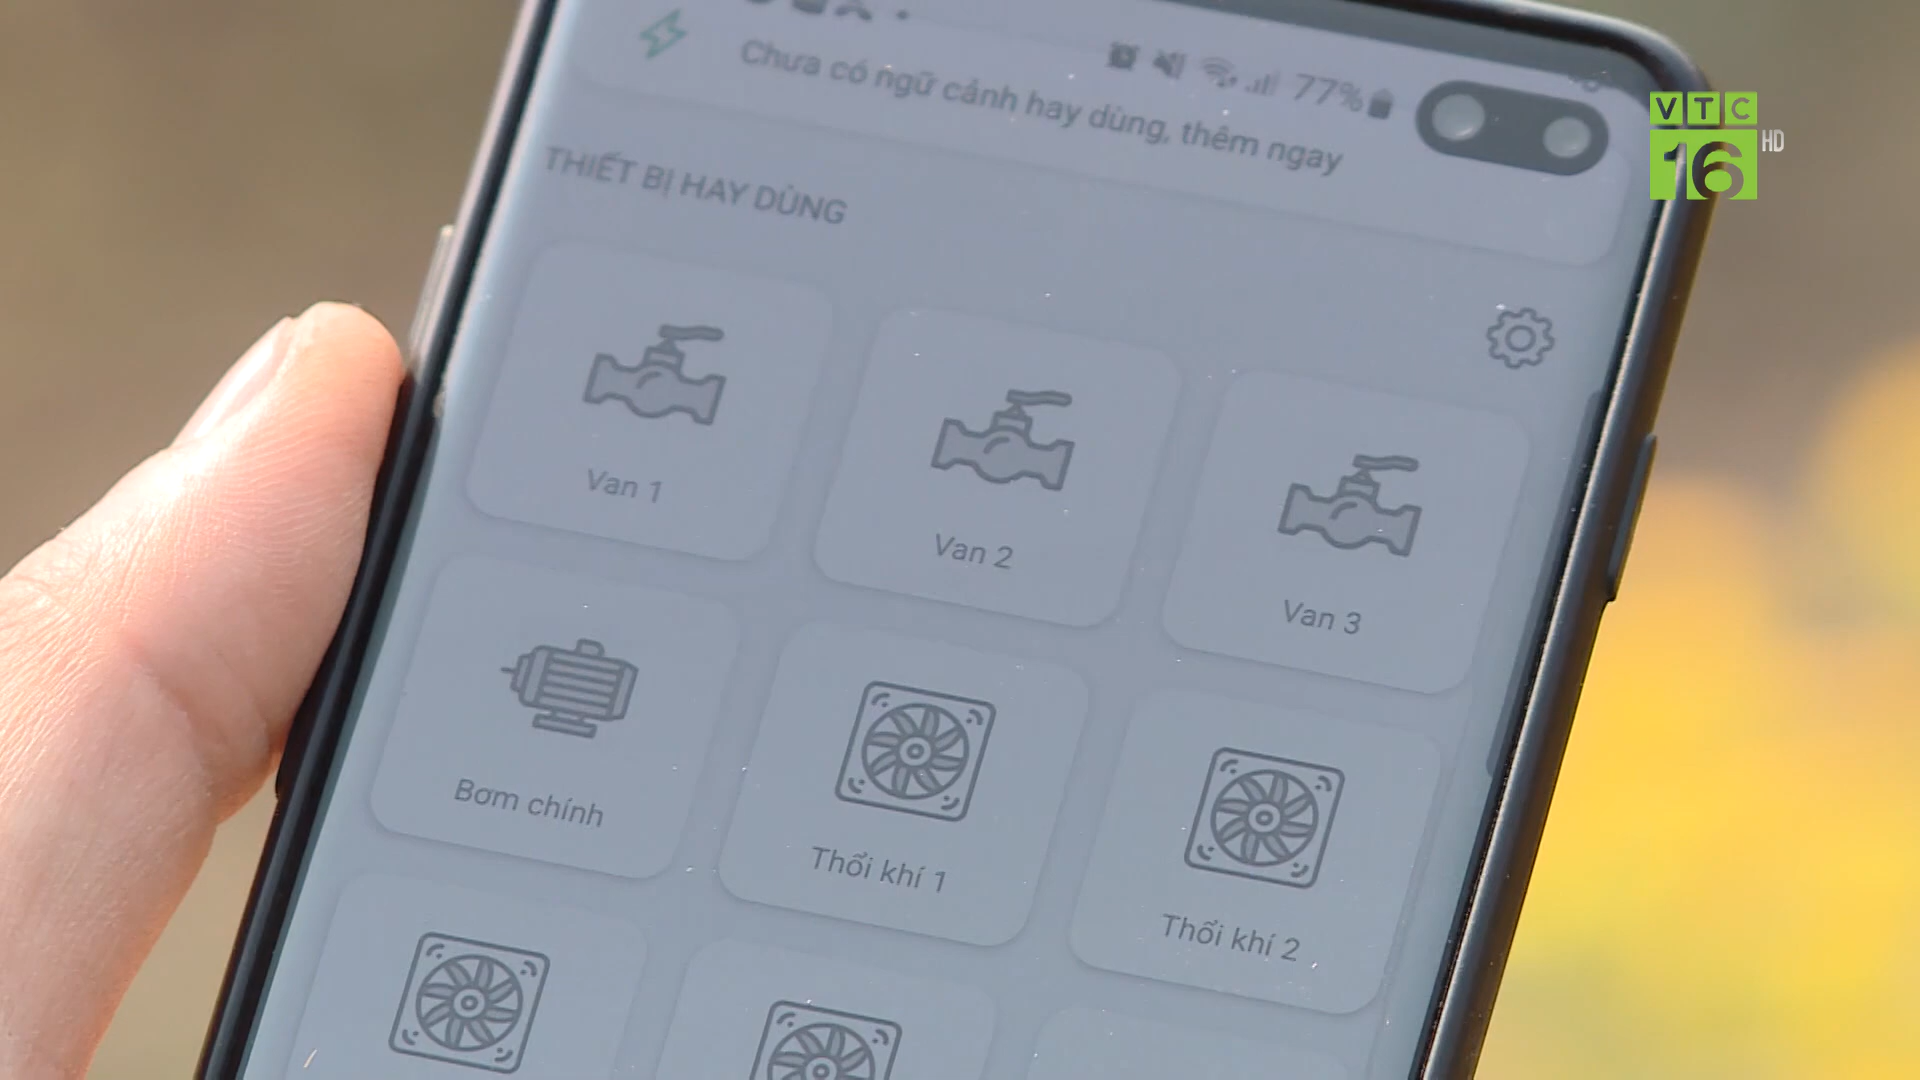 77%
Chưa có ngữ cảnh hay dùng, thêm ngay
VTC
16 HD
THIẾT BỊ HAY DÙNG
Van 1
Van 2
Van 3
Bơm chính
Thổi khí 1
Thổi khí 2